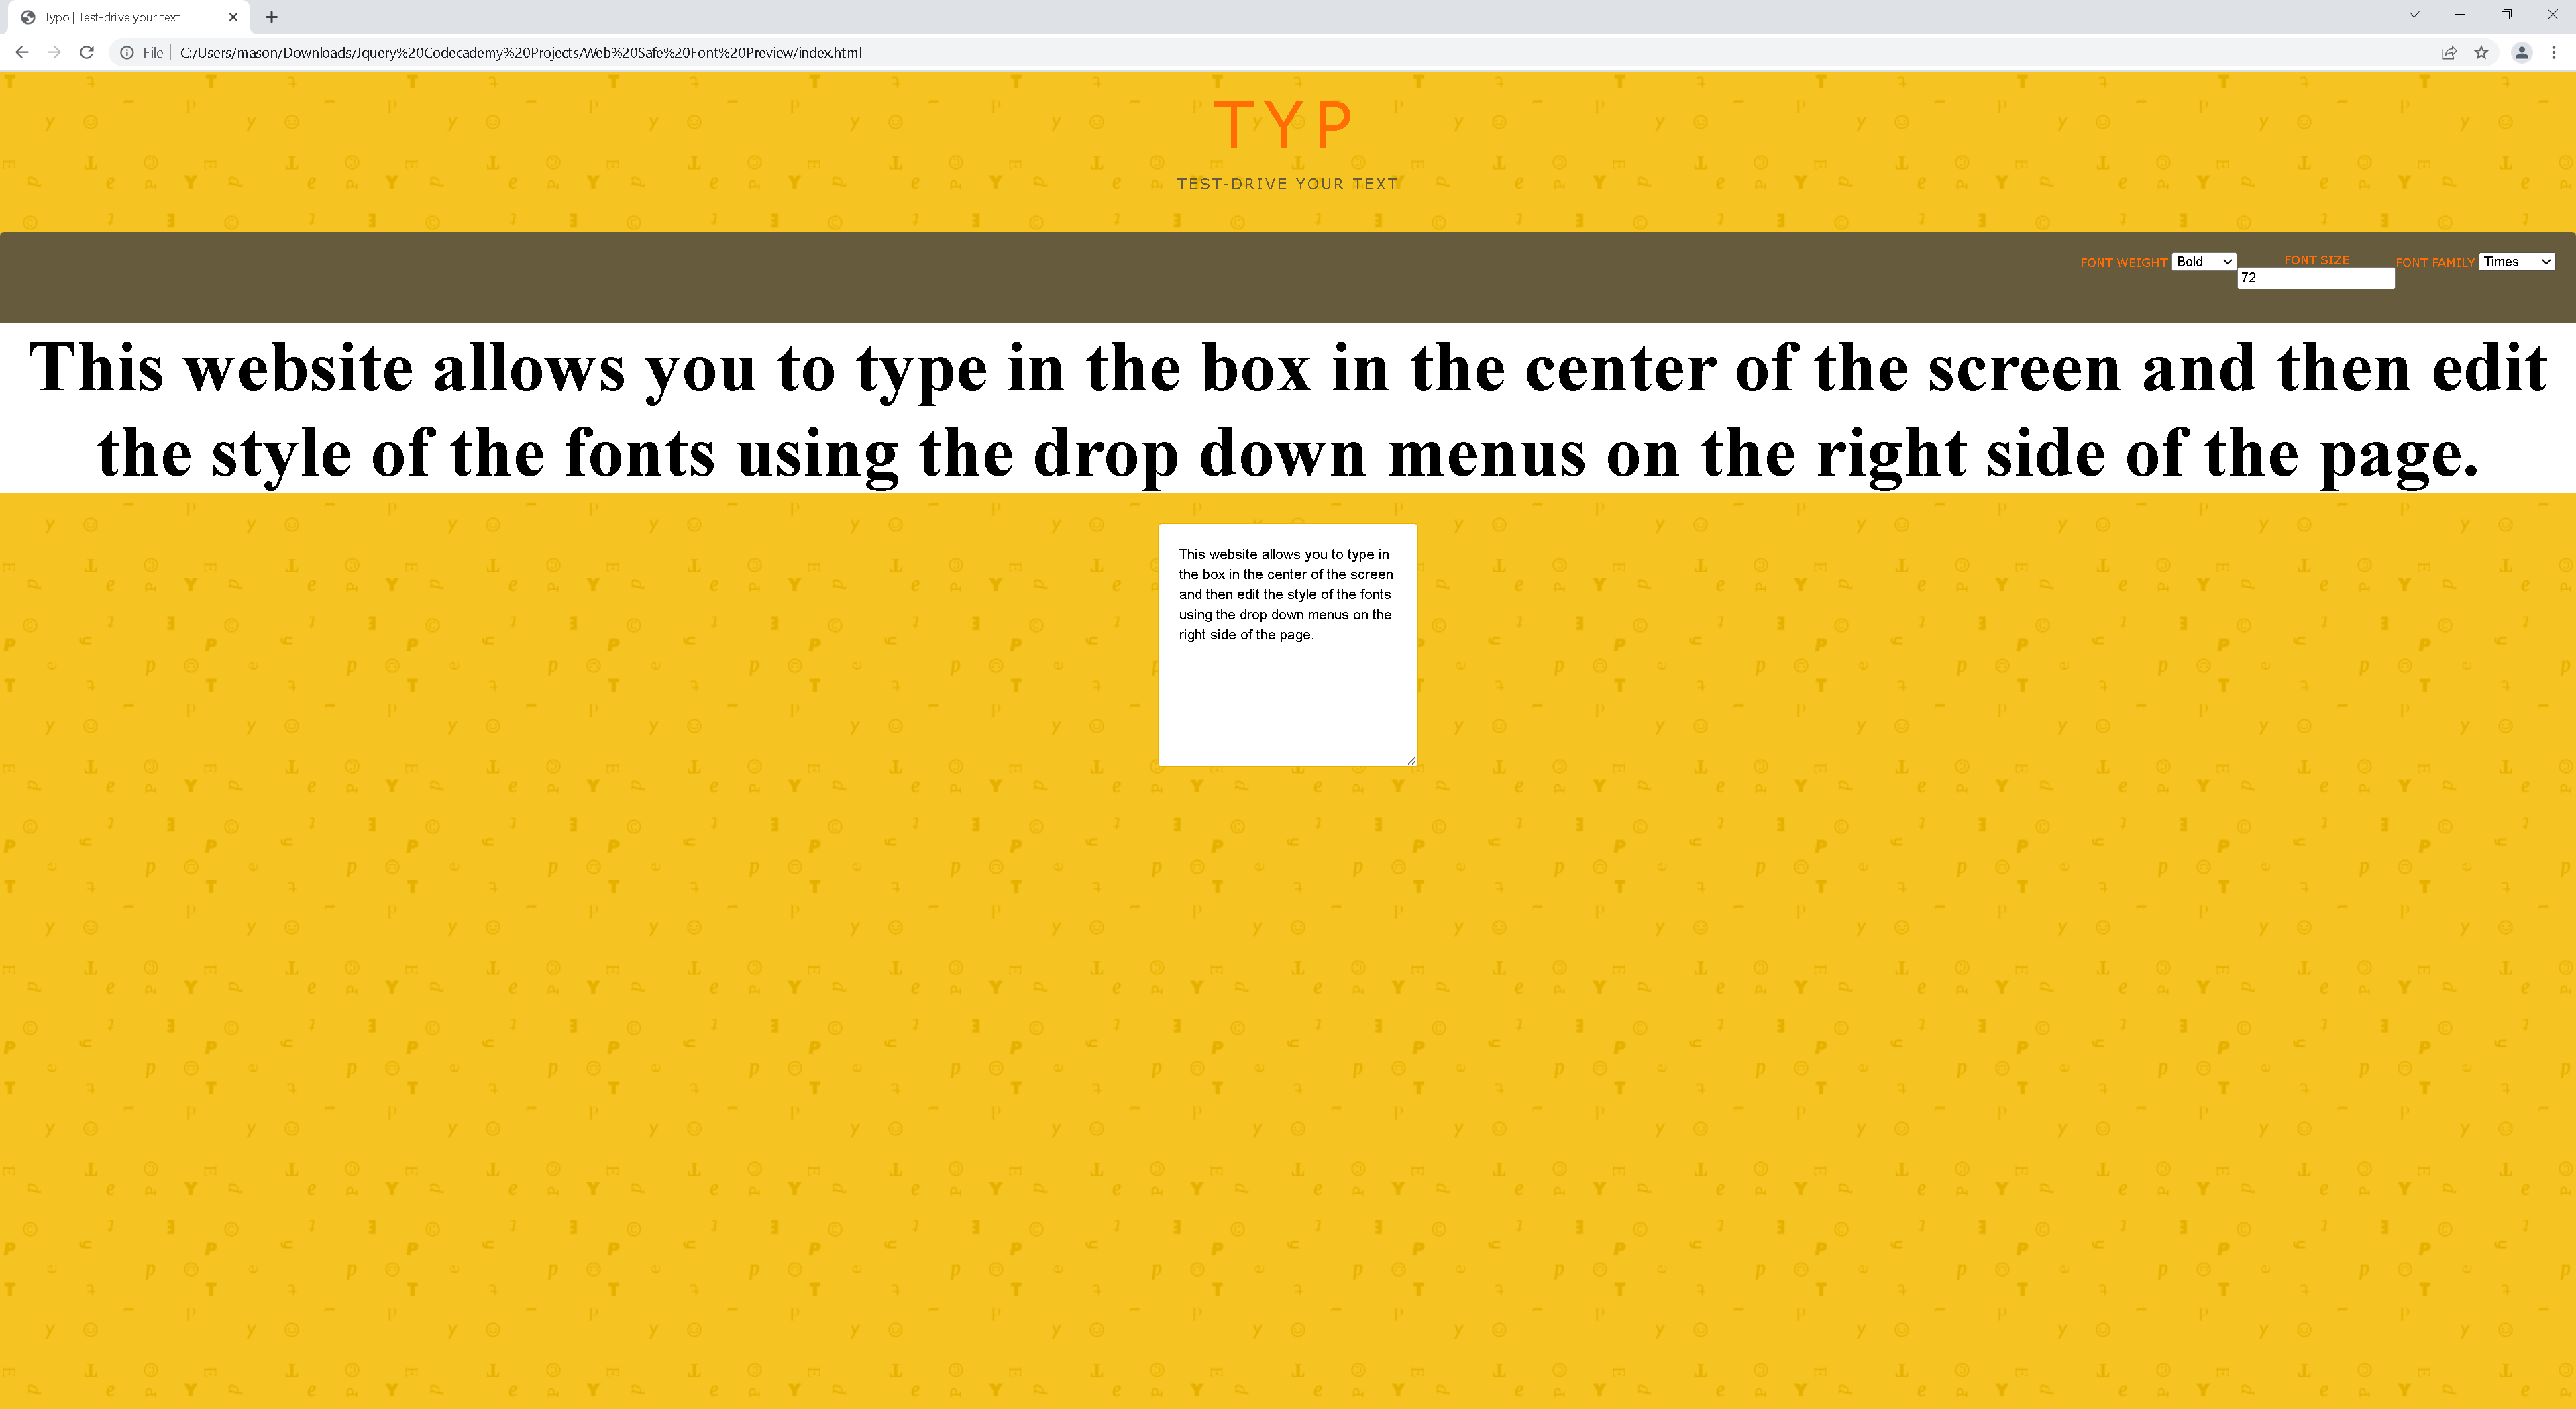 Typo | Test-drive your text
File
C:/Users/mason/Downloads/Jquery%20Codecademy%20Projects/Web%20Safe%20Font%20Preview/index.html
TYP
TEST-DRIVE YOUR TEXT
FONT WEIGHT Bold FONT SIZE FONT FAMILY Times
72
This website allows you to type in the box in the center of the screen and then edit
the style of the fonts using the drop down menus on the right side of the page.
This website allows you to type in
the box in the center of the screen
and then edit the style of the fonts
using the drop down menus on the
right side of the page.